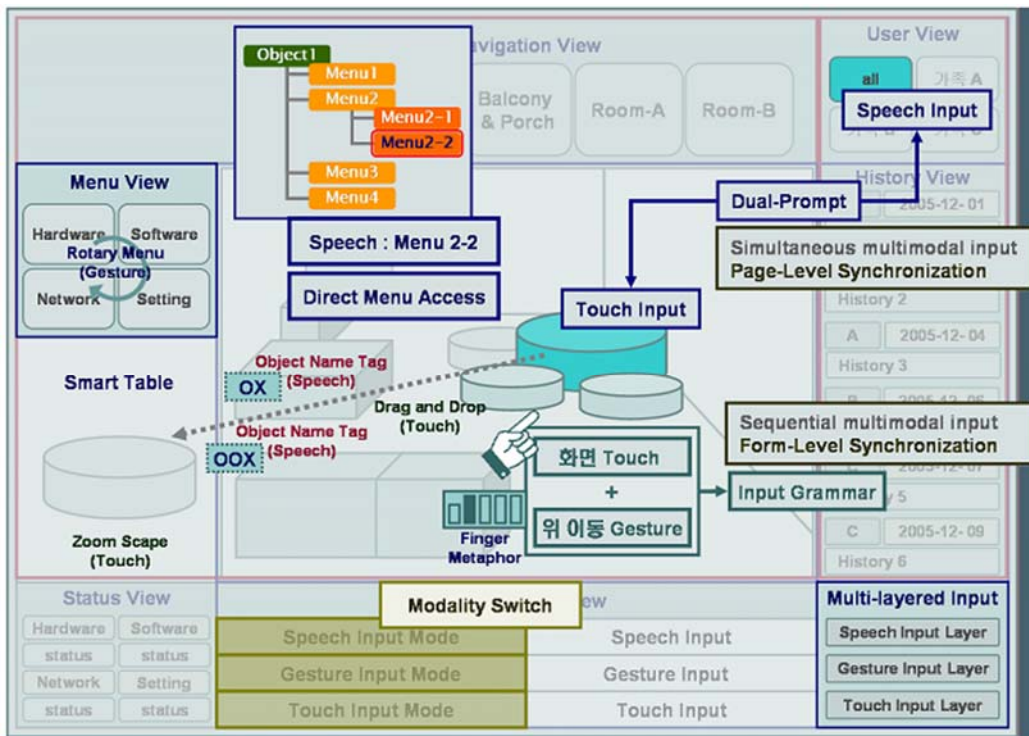 Navigation View
Object1
Menu1
Menu2
Menu2-1
Menu2-2
Menu3
Menu4
Balcony
& Porch
Room-A
Room-B
User View
all
가족 A
Speech Input
Menu View
Hardware
Software
Rotary Menu
(Gesture)
Network
Setting
Speech : Menu 2-2
Direct Menu Access
Dual-Prompt
Touch Input
History View
2005-12- 01
Simultaneous multimodal input
Page-Level Synchronization
History 2
A
2005-12- 04
History 3
Sequential multimodal input
Form-Level Synchronization
C
2005-12- 09
History 6
Smart Table
Object Name Tag
(Speech)
OX
Drag and Drop
(Touch)
Object Name Tag
(Speech)
OOX
Zoom Scape
(Touch)
화면 Touch
+
위 이동 Gesture
Input Grammar
Finger
Metaphor
Status View
Hardware
Software
status
status
Network
Setting
status
status
Modality Switch
Speech Input Mode
Speech Input
Gesture Input Mode
Gesture Input
Touch Input Mode
Touch Input
Multi-layered Input
Speech Input Layer
Gesture Input Layer
Touch Input Layer